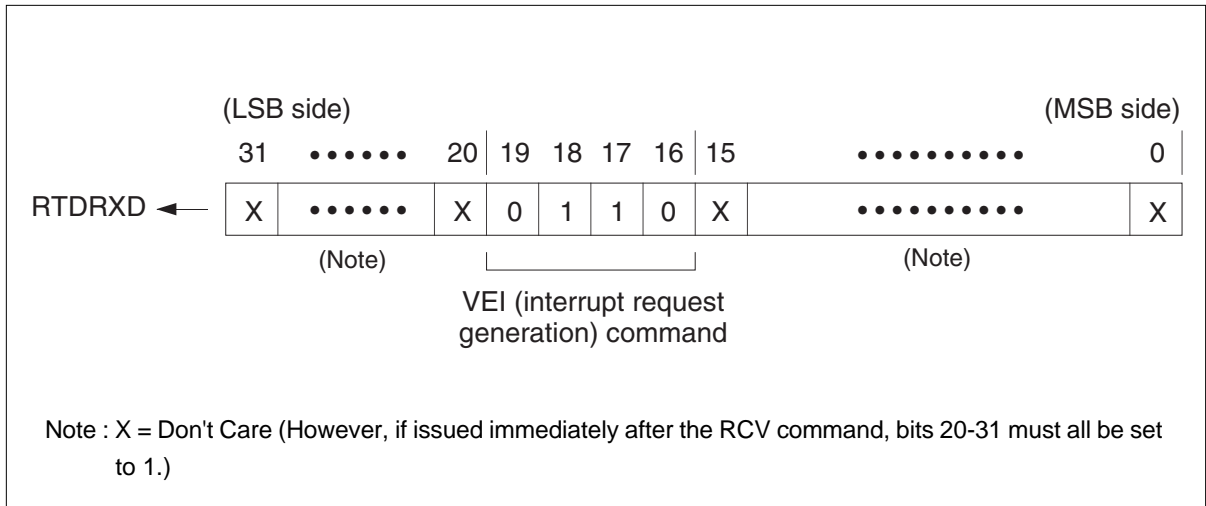 (LSB side) (MSB side)
31 •••••• 20 19 18 17 16 15 •••••••••• 0
RTDRXD X •••••• X 0 1 1 0 X •••••••••• X
(Note) (Note)
VEI (interrupt request
generation) command
Note : X = Don't Care (However, if issued immediately after the RCV command, bits 20-31 must all be set
to 1.)